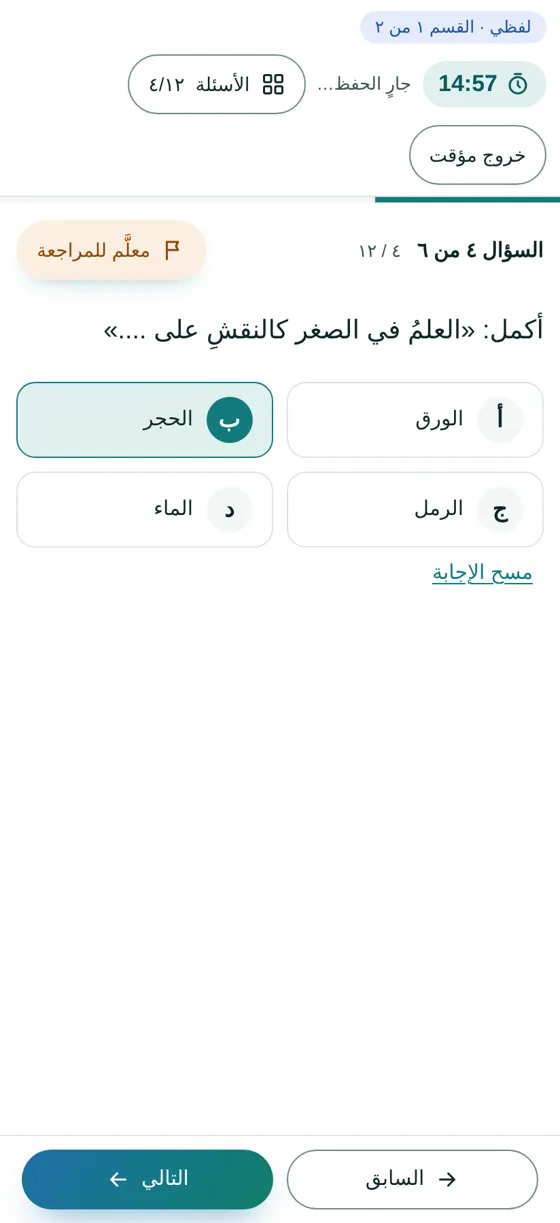 لفظي · القسم ١ من ٢
14:57 جارٍ الحفظ... الأسئلة ٤/١٢
خروج مؤقت
السؤال ٤ من ٦ ٤ / ١٢ معلَّم للمراجعة
أكمل: «العلمُ في الصغر كالنقشِ على ....»
أ الورق
ب الحجر
ج الرمل
د الماء
مسح الإجابة
السابق التالي